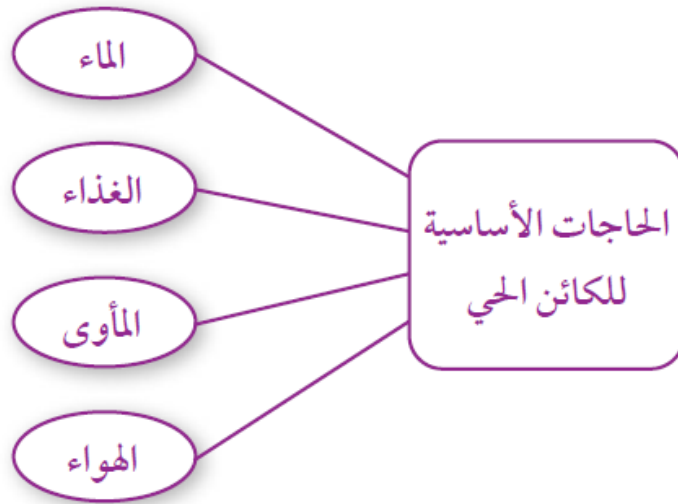 الحاجات الأساسية
للكائن الحي
الماء
الغذاء
المأوى
الهواء